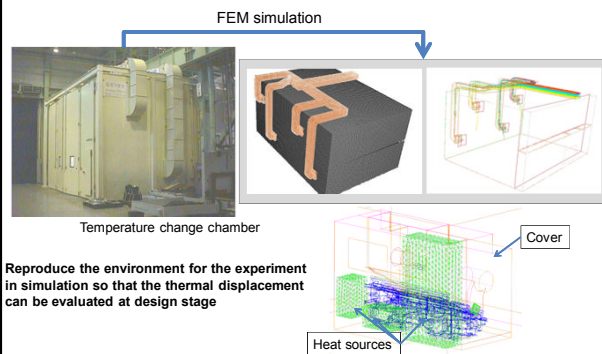 FEM simulation
Temperature change chamber
Cover
Reproduce the environment for the experiment
in simulation so that the thermal displacement
can be evaluated at design stage
Heat sources